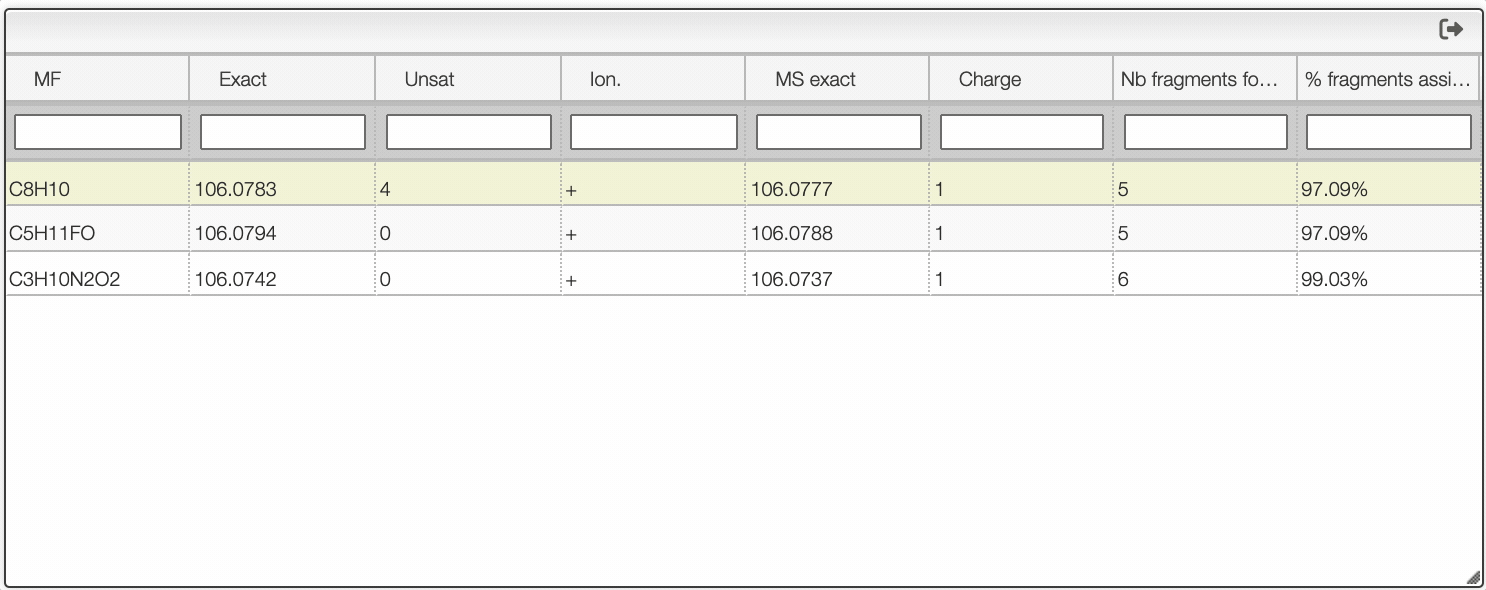 MF Exact Unsat Ion. MS exact Charge Nb fragments fo... % fragments assi...
C8H10 106.0783 4 + 106.0777 1 5 97.09%
C5H11FO 106.0794 0 + 106.0788 1 5 97.09%
C3H10N2O2 106.0742 0 + 106.0737 1 6 99.03%